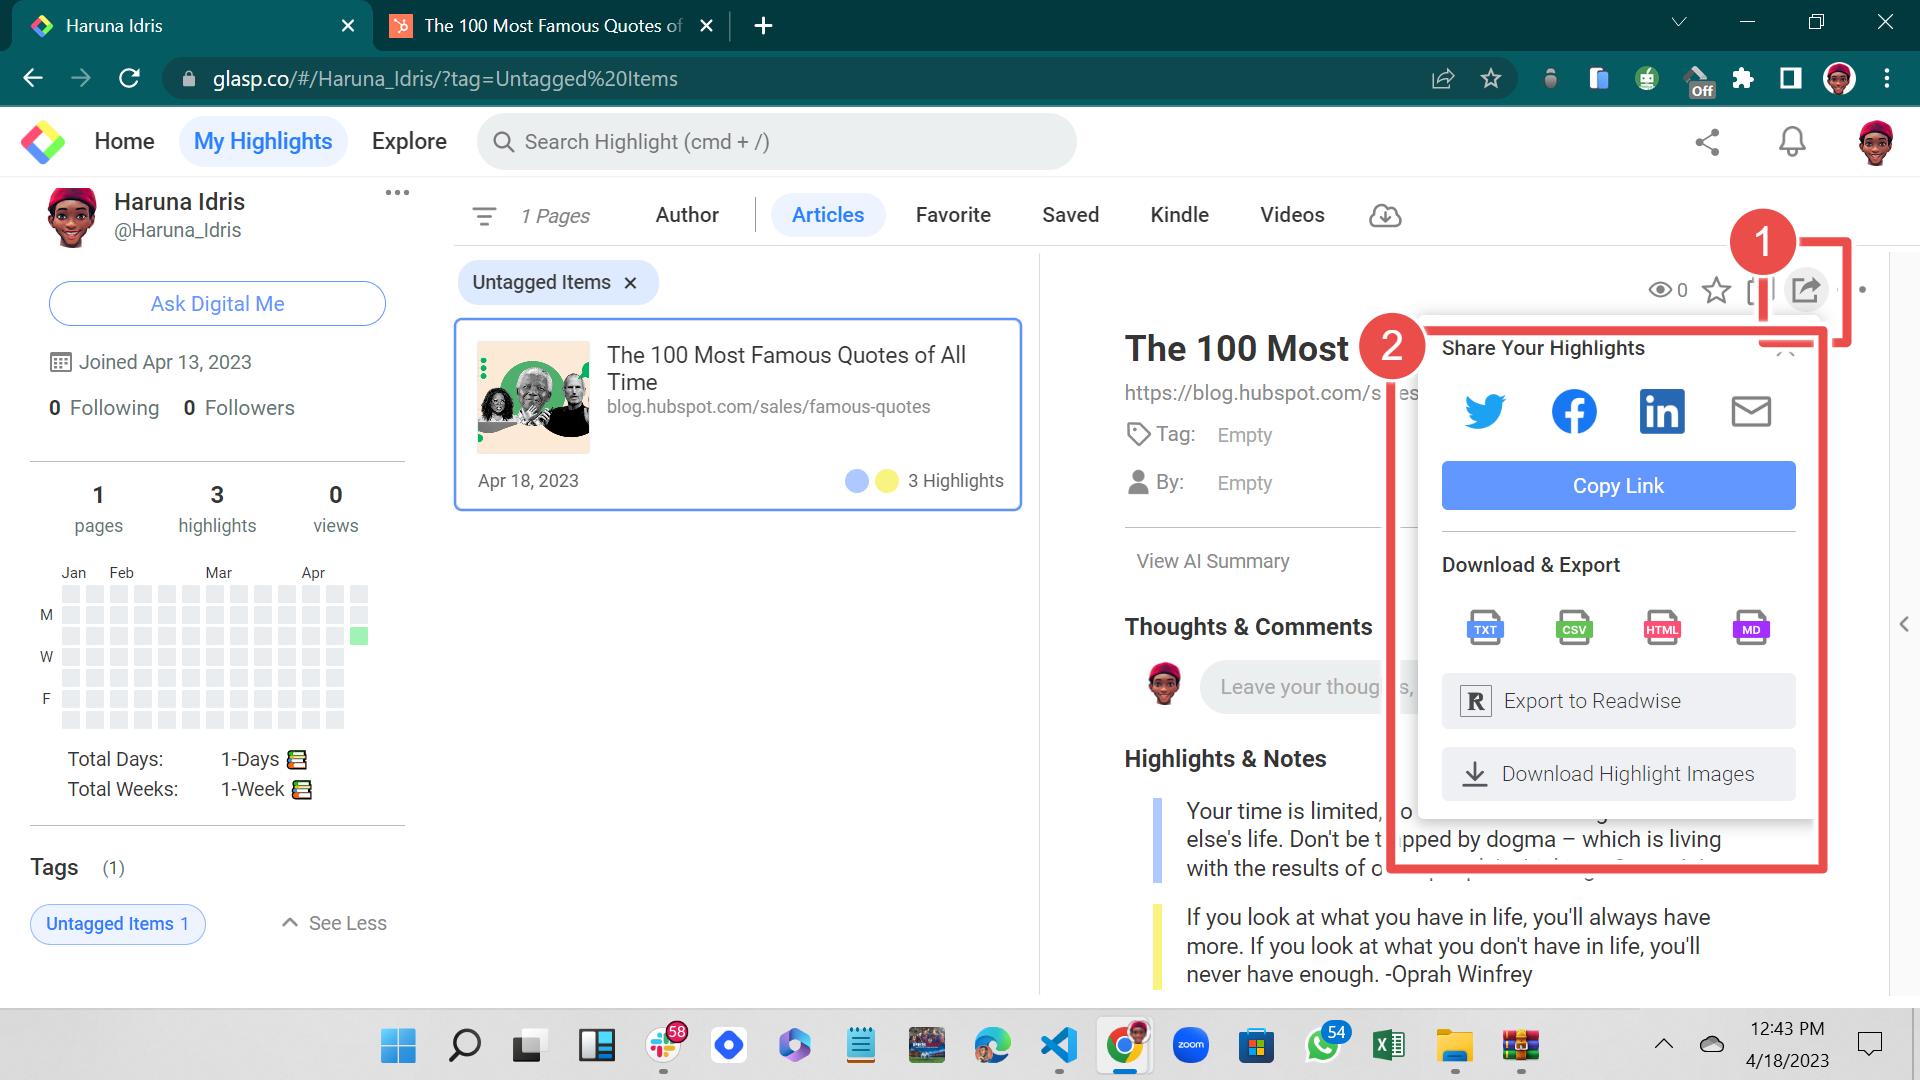 Haruna Idris
The 100 Most Famous Quotes of
glasp.co/#/Haruna_Idris/?tag=Untagged%20Items
Off
Home
My Highlights
Explore
Search Highlight (cmd + /)
Haruna Idris
@Haruna_Idris
Ask Digital Me
Joined Apr 13, 2023
0 Following 0 Followers
1 3 0
pages highlights views
Jan Feb Mar Apr
M
W
F
Total Days: 1-Days
Total Weeks: 1-Week
Tags (1)
Untagged Items 1
See Less
1 Pages
Author
Articles
Favorite
Saved
Kindle
Videos
Untagged Items
The 100 Most Famous Quotes of All
Time
blog.hubspot.com/sales/famous-quotes
Apr 18, 2023
3 Highlights
0
1
The 100 Most
2
https://blog.hubspot.com/s es
Tag: Empty
By: Empty
View AI Summary
Thoughts & Comments
Leave your thoug s,
Highlights & Notes
Your time is limited,
else's life. Don't be t pped by dogma – which is living
with the results of o
If you look at what you have in life, you'll always have
more. If you look at what you don't have in life, you'll
never have enough. -Oprah Winfrey
Share Your Highlights
Copy Link
Download & Export
TXT CSV HTML MD
R Export to Readwise
Download Highlight Images
58
zoom
54
12:43 PM
4/18/2023